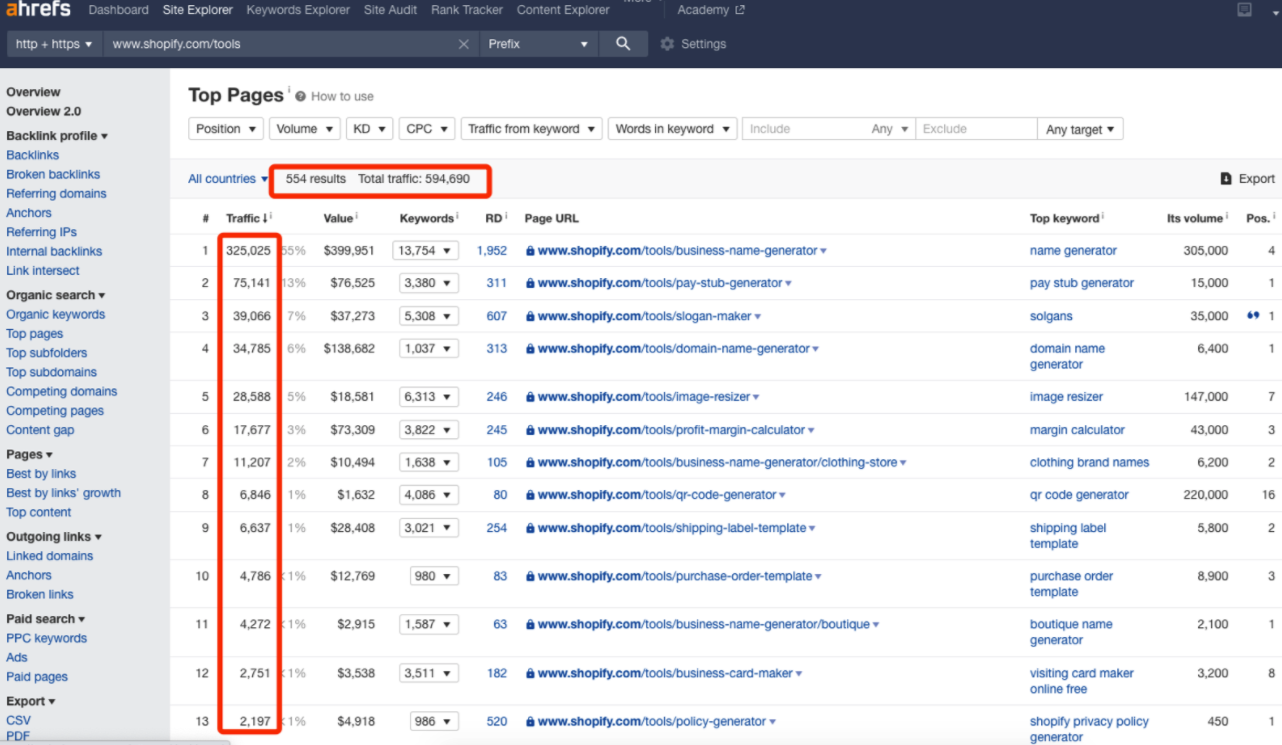 ahrefs Dashboard Site Explorer Keywords Explorer Site Audit Rank Tracker Content Explorer More Academy
http + https www.shopify.com/tools Prefix Settings
Overview
Overview 2.0
Backlink profile
Backlinks
Broken backlinks
Referring domains
Anchors
Referring IPs
Internal backlinks
Link intersect
Organic search
Organic keywords
Top pages
Top subfolders
Top subdomains
Competing domains
Competing pages
Content gap
Pages
Best by links
Best by links' growth
Top content
Outgoing links
Linked domains
Anchors
Broken links
Paid search
PPC keywords
Ads
Paid pages
Export
CSV
PDF
Top Pages i ? How to use
Position Volume KD CPC Traffic from keyword Words in keyword Include Any Exclude Any target
All countries 554 results Total traffic: 594,690 Export
# Traffic Value Keywords RD Page URL Top keyword Its volume Pos.
1 325,025 55% $399,951 13,754 1,952 www.shopify.com/tools/business-name-generator name generator 305,000 4
2 75,141 13% $76,525 3,380 311 www.shopify.com/tools/pay-stub-generator pay stub generator 15,000 1
3 39,066 7% $37,273 5,308 607 www.shopify.com/tools/slogan-maker solgans 35,000 1
4 34,785 6% $138,682 1,037 313 www.shopify.com/tools/domain-name-generator domain name 6,400 1
generator
5 28,588 5% $18,581 6,313 246 www.shopify.com/tools/image-resizer image resizer 147,000 7
6 17,677 3% $73,309 3,822 245 www.shopify.com/tools/profit-margin-calculator margin calculator 43,000 3
7 11,207 2% $10,494 1,638 105 www.shopify.com/tools/business-name-generator/clothing-store clothing brand names 6,200 2
8 6,846 1% $1,632 4,086 80 www.shopify.com/tools/qr-code-generator qr code generator 220,000 16
9 6,637 1% $28,408 3,021 254 www.shopify.com/tools/shipping-label-template shipping label 5,800 2
template
10 4,786 <1% $12,769 980 83 www.shopify.com/tools/purchase-order-template purchase order 8,900 3
template
11 4,272 <1% $2,915 1,587 63 www.shopify.com/tools/business-name-generator/boutique boutique name 2,100 1
generator
12 2,751 <1% $3,538 3,511 182 www.shopify.com/tools/business-card-maker visiting card maker 3,200 8
online free
13 2,197 <1% $4,918 986 520 www.shopify.com/tools/policy-generator shopify privacy policy 450 1
generator